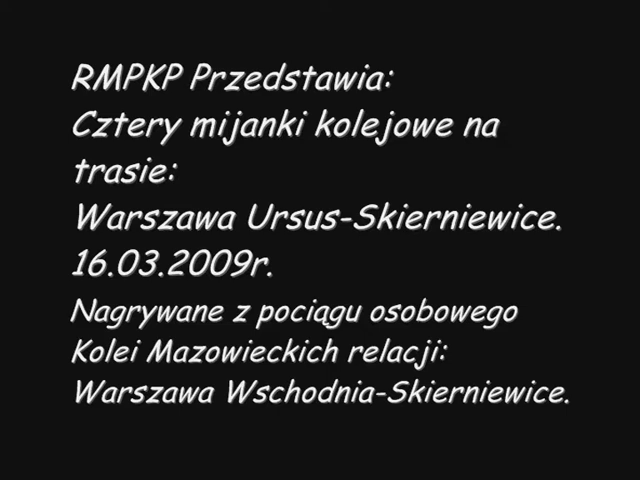 RMPKP Przedstawia:
Cztery mijanki kolejowe na
trasie:
Warszawa Ursus-Skierniewice.
16.03.2009r.
Nagrywane z pociągu osobowego
Kolei Mazowieckich relacji:
Warszawa Wschodnia-Skierniewice.